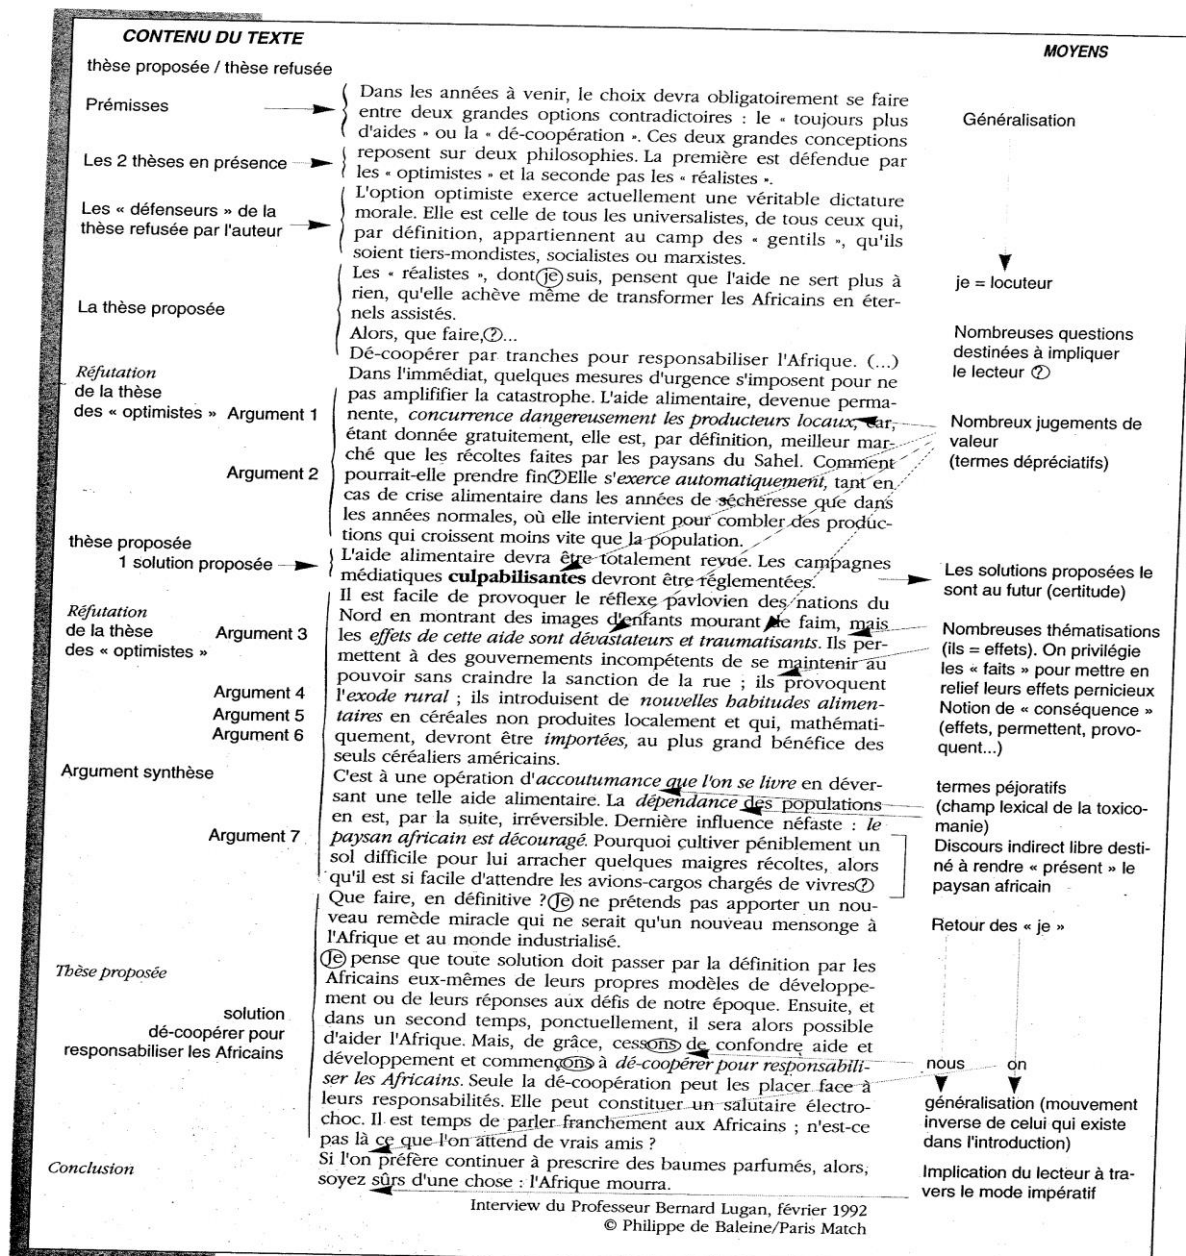 CONTENU DU TEXTE
MOYENS
thèse proposée / thèse refusée
Prémisses
Les 2 thèses en présence
Les « défenseurs » de la
thèse refusée par l'auteur
La thèse proposée
Réfutation
de la thèse
des « optimistes » Argument 1
Argument 2
thèse proposée
1 solution proposée
Réfutation
de la thèse Argument 3
des « optimistes »
Argument 4
Argument 5
Argument 6
Argument synthèse
Argument 7
Thèse proposée
solution
dé-coopérer pour
responsabiliser les Africains
Conclusion
Dans les années à venir, le choix devra obligatoirement se faire
entre deux grandes options contradictoires : le « toujours plus
d'aides » ou la « dé-coopération ». Ces deux grandes conceptions
reposent sur deux philosophies. La première est défendue par
les « optimistes » et la seconde pas les « réalistes ».
L'option optimiste exerce actuellement une véritable dictature
morale. Elle est celle de tous les universalistes, de tous ceux qui,
par définition, appartiennent au camp des « gentils », qu'ils
soient tiers-mondistes, socialistes ou marxistes.
Les « réalistes », dont je suis, pensent que l'aide ne sert plus à
rien, qu'elle achève même de transformer les Africains en éter-
nels assistés.
Alors, que faire,?...
Dé-coopérer par tranches pour responsabiliser l'Afrique. (...)
Dans l'immédiat, quelques mesures d'urgence s'imposent pour ne
pas amplififier la catastrophe. L'aide alimentaire, devenue perma-
nente, concurrence dangereusement les producteurs locaux, car,
étant donnée gratuitement, elle est, par définition, meilleur mar-
ché que les récoltes faites par les paysans du Sahel. Comment
pourrait-elle prendre fin? Elle s'exerce automatiquement, tant en
cas de crise alimentaire dans les années de sécheresse que dans
les années normales, où elle intervient pour combler des produc-
tions qui croissent moins vite que la population.
L'aide alimentaire devra être totalement revue. Les campagnes
médiatiques culpabilisantes devront être réglementées.
Il est facile de provoquer le réflexe pavlovien des nations du
Nord en montrant des images d'enfants mourant de faim, mais
les effets de cette aide sont dévastateurs et traumatisants. Ils per-
mettent à des gouvernements incompétents de se maintenir au
pouvoir sans craindre la sanction de la rue ; ils provoquent
l'exode rural ; ils introduisent de nouvelles habitudes alimen-
taires en céréales non produites localement et qui, mathémati-
quement, devront être importées, au plus grand bénéfice des
seuls céréaliers américains.
C'est à une opération d'accoutumance que l'on se livre en déver-
sant une telle aide alimentaire. La dépendance des populations
en est, par la suite, irréversible. Dernière influence néfaste : le
paysan africain est découragé. Pourquoi cultiver péniblement un
sol difficile pour lui arracher quelques maigres récoltes, alors
qu'il est si facile d'attendre les avions-cargos chargés de vivres?
Que faire, en définitive ? Je ne prétends pas apporter un nou-
veau remède miracle qui ne serait qu'un nouveau mensonge à
l'Afrique et au monde industrialisé.
Je pense que toute solution doit passer par la définition par les
Africains eux-mêmes de leurs propres modèles de développe-
ment ou de leurs réponses aux défis de notre époque. Ensuite, et
dans un second temps, ponctuellement, il sera alors possible
d'aider l'Afrique. Mais, de grâce, cessons de confondre aide et
développement et commençons à dé-coopérer pour responsabili-
ser les Africains. Seule la dé-coopération peut les placer face à
leurs responsabilités. Elle peut constituer un salutaire électro-
choc. Il est temps de parler franchement aux Africains ; n'est-ce
pas là ce que l'on attend de vrais amis ?
Si l'on préfère continuer à prescrire des baumes parfumés, alors,
soyez sûrs d'une chose : l'Afrique mourra.
Interview du Professeur Bernard Lugan, février 1992
© Philippe de Baleine/Paris Match
Généralisation
je = locuteur
Nombreuses questions
destinées à impliquer
le lecteur ?
Nombreux jugements de
valeur
(termes dépréciatifs)
Les solutions proposées le
sont au futur (certitude)
Nombreuses thématisations
(ils = effets). On privilégie
les « faits » pour mettre en
relief leurs effets pernicieux
Notion de « conséquence »
(effets, permettent, provo-
quent...)
termes péjoratifs
(champ lexical de la toxico-
manie)
Discours indirect libre desti-
né à rendre « présent » le
paysan africain
Retour des « je »
nous on
généralisation (mouvement
inverse de celui qui existe
dans l'introduction)
Implication du lecteur à tra-
vers le mode impératif